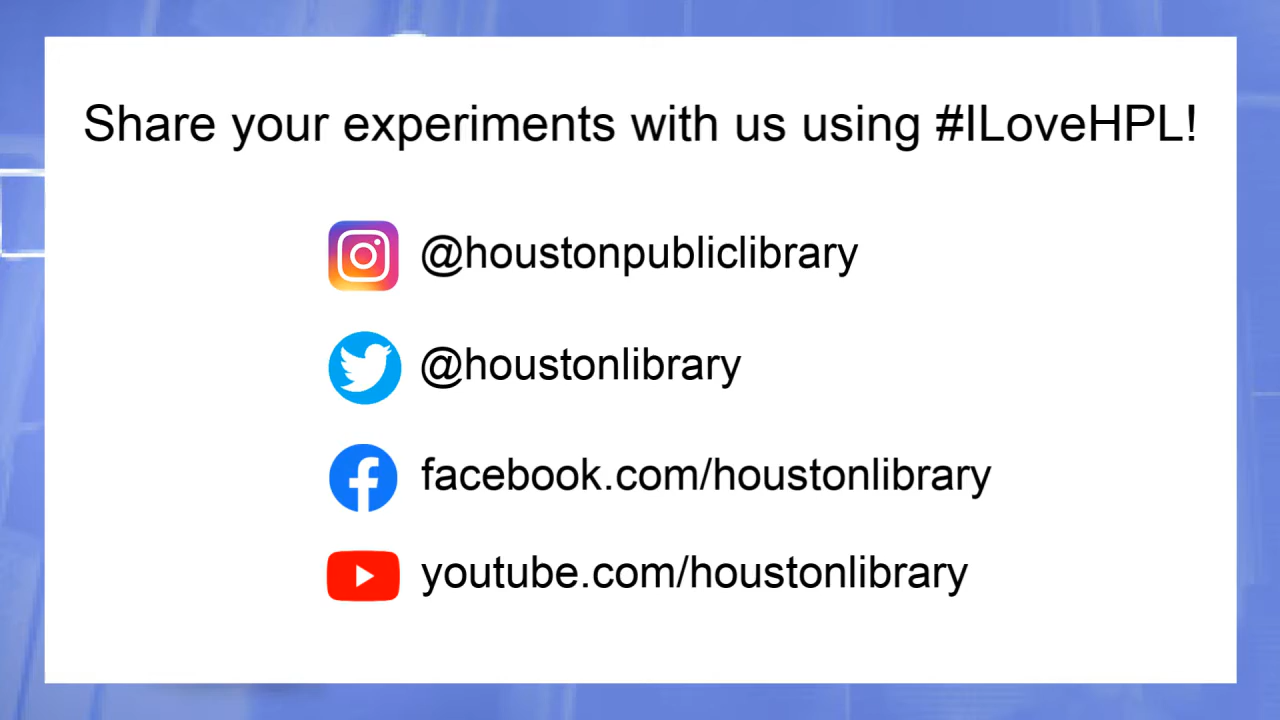 Share your experiments with us using #ILoveHPL!
@houstonpubliclibrary
@houstonlibrary
facebook.com/houstonlibrary
youtube.com/houstonlibrary